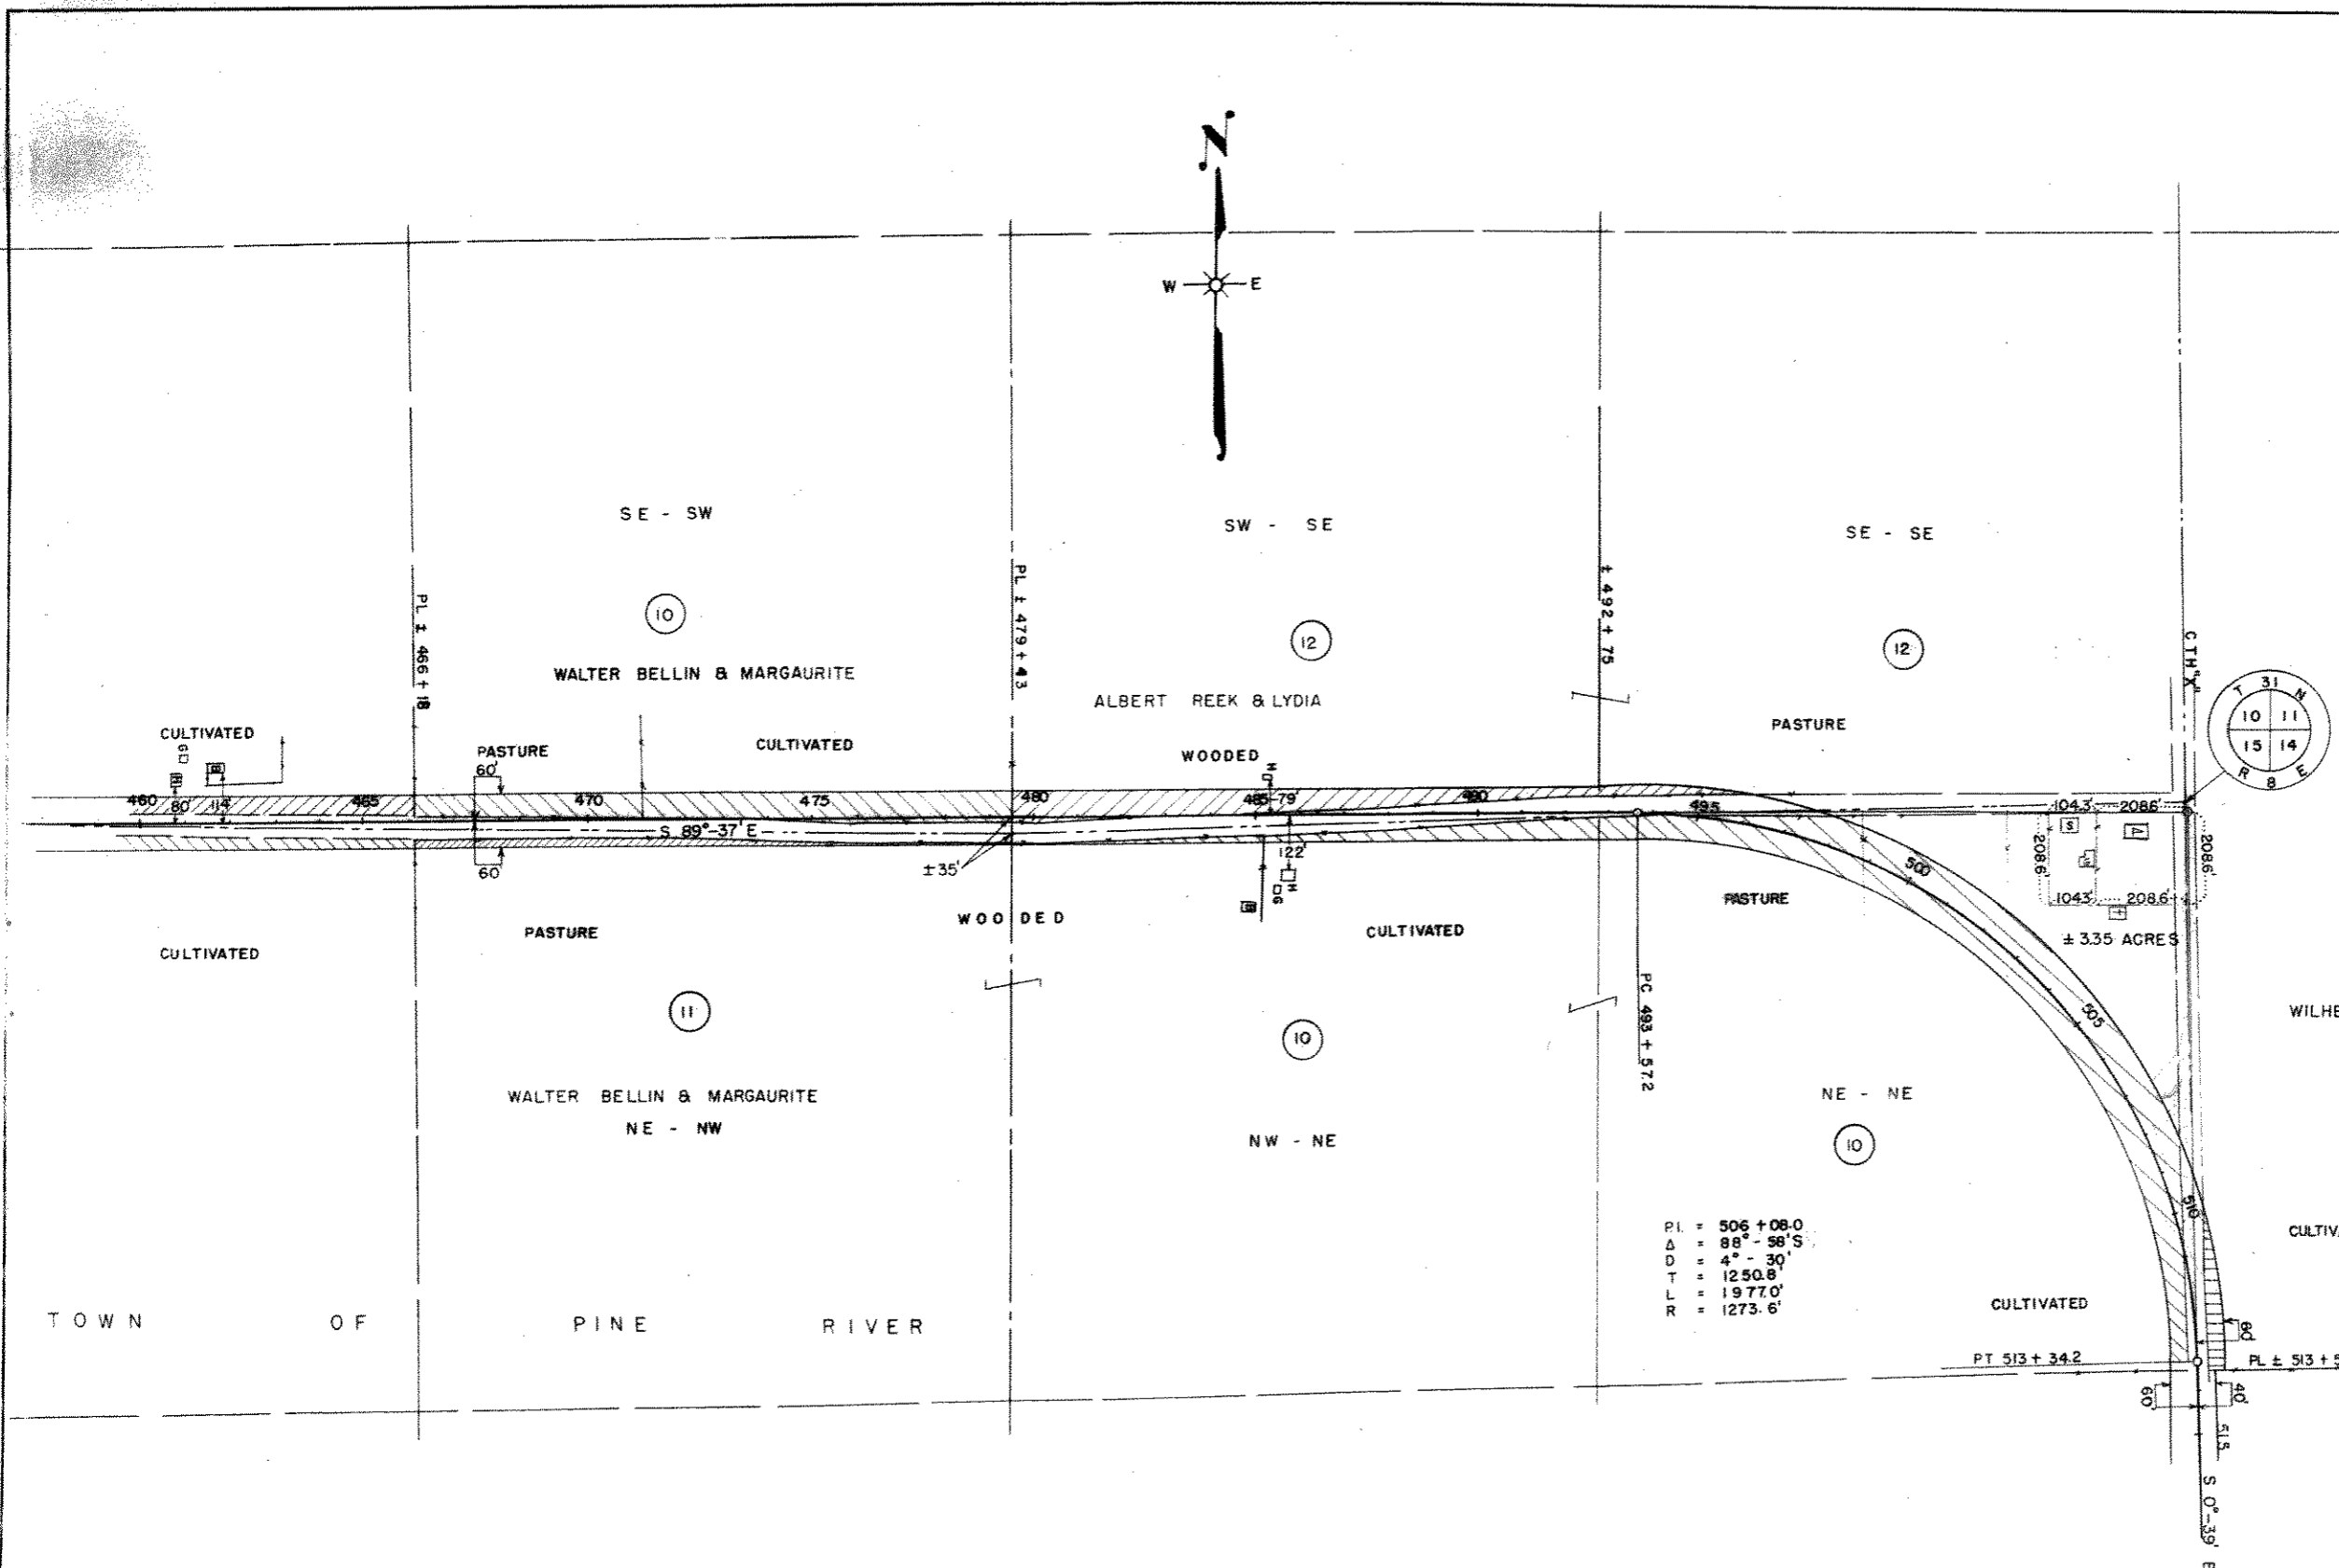 N
W E
SE - SW
SW - SE
SE - SE
PL ± 466 + 18
PL ± 479 + 43
± 492 + 75
C T H "X"
10
12
12
WALTER BELLIN & MARGAURITE
ALBERT REEK & LYDIA
T 31 N
10 11
15 14
R 8 E
CULTIVATED
PASTURE
CULTIVATED
WOODED
PASTURE
G
H
B
60'
H
460 80' 114' 465 470 475 480 485 79' 490 495
S 89°-37' E
104.3' 208.6'
S
A
W
208.6'
208.6'
104.3' 208.6'
± 3.35 ACRES
60'
±35'
122'
H
G
B
500
505
510
CULTIVATED
PASTURE
WOODED
CULTIVATED
PASTURE
PC 493 + 57.2
11
10
WALTER BELLIN & MARGAURITE
NE - NW
NW - NE
NE - NE
10
WILHE
CULTIV
P.I. = 506 + 08.0
Δ = 88° - 58' S
D = 4° - 30'
T = 1250.8'
L = 1977.0'
R = 1273.6'
CULTIVATED
TOWN OF PINE RIVER
60'
PT 513 + 34.2
PL ± 513 + 5
60'
40'
515
S 0°-39' E